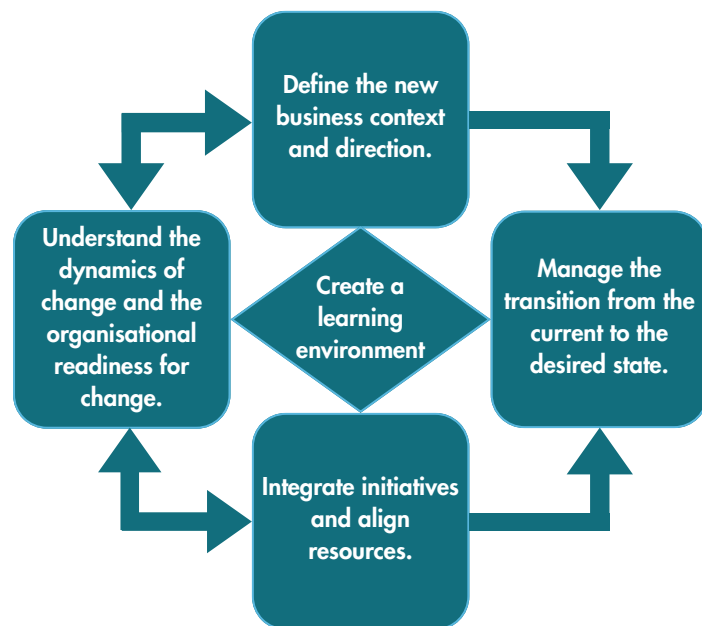 Define the new
business context
and direction.
Understand the
dynamics of
change and the
organisational
readiness for
change.
Create a
learning
environment
Manage the
transition from the
current to the
desired state.
Integrate initiatives
and align
resources.